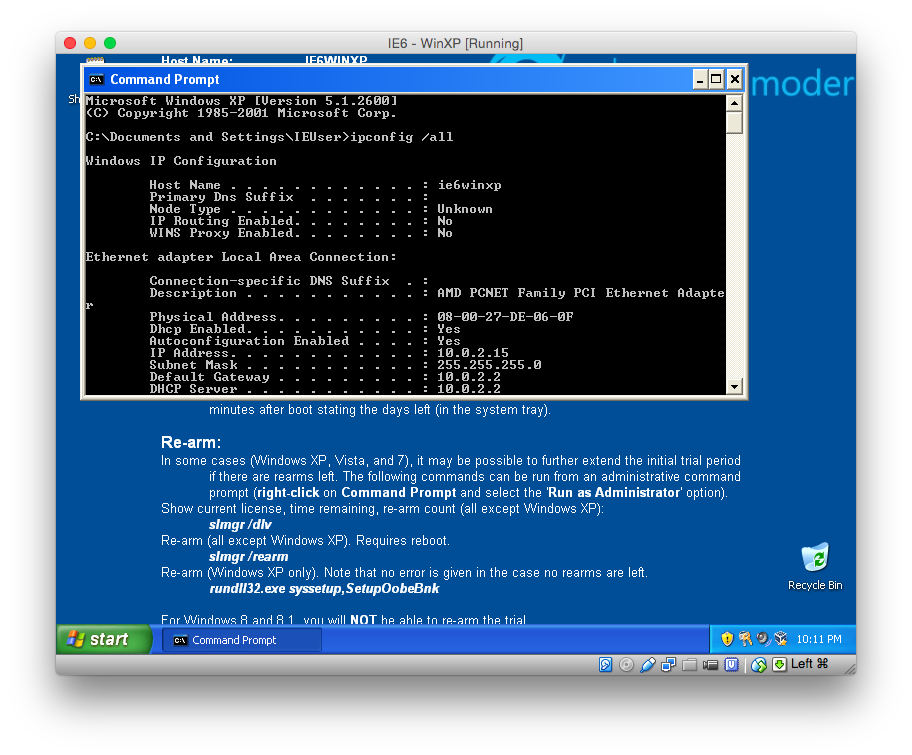 IE6 - WinXP [Running]
Host Name: IE6WINXP
moder
Sh
Command Prompt
Microsoft Windows XP [Version 5.1.2600]
(C) Copyright 1985-2001 Microsoft Corp.
C:\Documents and Settings\IEUser>ipconfig /all
Windows IP Configuration
Host Name . . . . . . . . . . . . : ie6winxp
Primary Dns Suffix  . . . . . . . :
Node Type . . . . . . . . . . . . : Unknown
IP Routing Enabled. . . . . . . . : No
WINS Proxy Enabled. . . . . . . . : No
Ethernet adapter Local Area Connection:
Connection-specific DNS Suffix  . :
Description . . . . . . . . . . . : AMD PCNET Family PCI Ethernet Adapte
r
Physical Address. . . . . . . . . : 08-00-27-DE-06-0F
Dhcp Enabled. . . . . . . . . . . : Yes
Autoconfiguration Enabled . . . . : Yes
IP Address. . . . . . . . . . . . : 10.0.2.15
Subnet Mask . . . . . . . . . . . : 255.255.255.0
Default Gateway . . . . . . . . . : 10.0.2.2
DHCP Server . . . . . . . . . . . : 10.0.2.2
minutes after boot stating the days left (in the system tray).
Re-arm:
In some cases (Windows XP, Vista, and 7), it may be possible to further extend the initial trial period
if there are rearms left. The following commands can be run from an administrative command
prompt (right-click on Command Prompt and select the 'Run as Administrator' option).
Show current license, time remaining, re-arm count (all except Windows XP):
slmgr /dlv
Re-arm (all except Windows XP). Requires reboot.
slmgr /rearm
Re-arm (Windows XP only). Note that no error is given in the case no rearms are left.
rundll32.exe syssetup,SetupOobeBnk
For Windows 8 and 8.1, you will NOT be able to re-arm the trial
Recycle Bin
start
Command Prompt
10:11 PM
Left ⌘